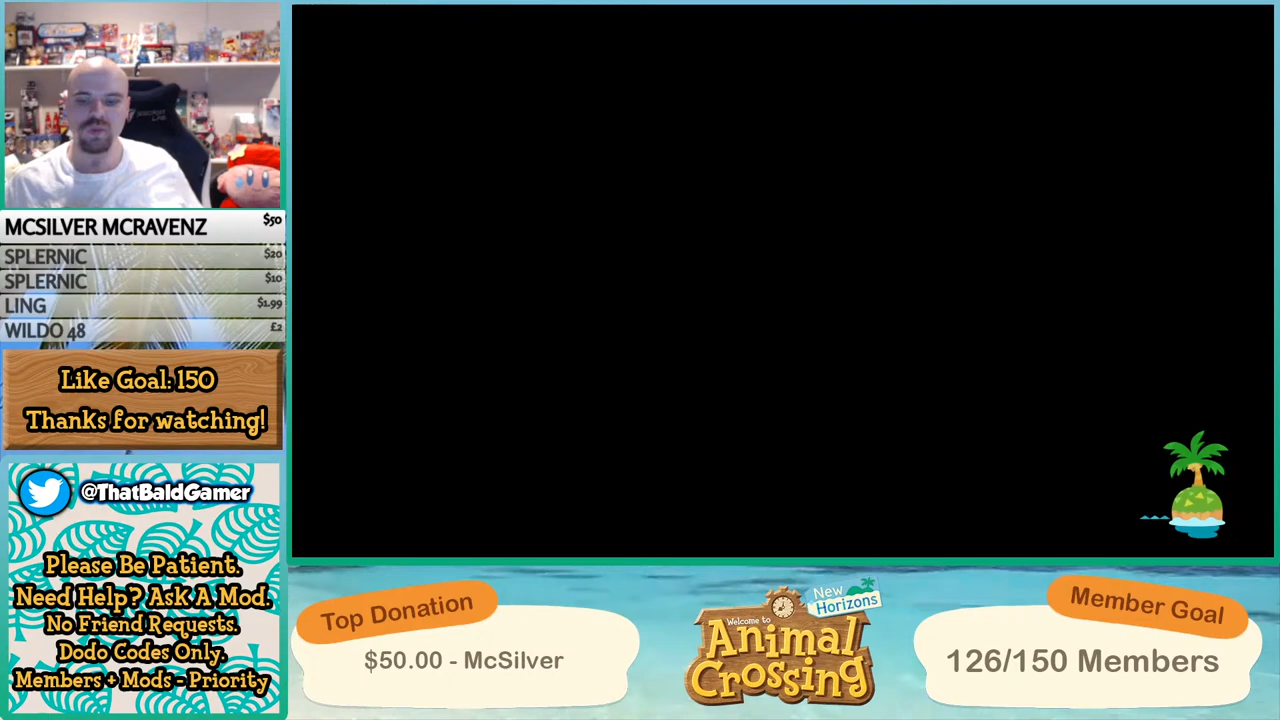 MCSILVER MCRAVENZ $50
SPLERNIC $20
SPLERNIC $10
LING $1.99
WILDO 48 £2
Like Goal: 150
Thanks for watching!
@ThatBaldGamer
Please Be Patient.
Need Help? Ask A Mod.
No Friend Requests.
Dodo Codes Only.
Members + Mods - Priority
Top Donation
$50.00 - McSilver
Welcome to
Animal
Crossing
New
Horizons
Member Goal
126/150 Members